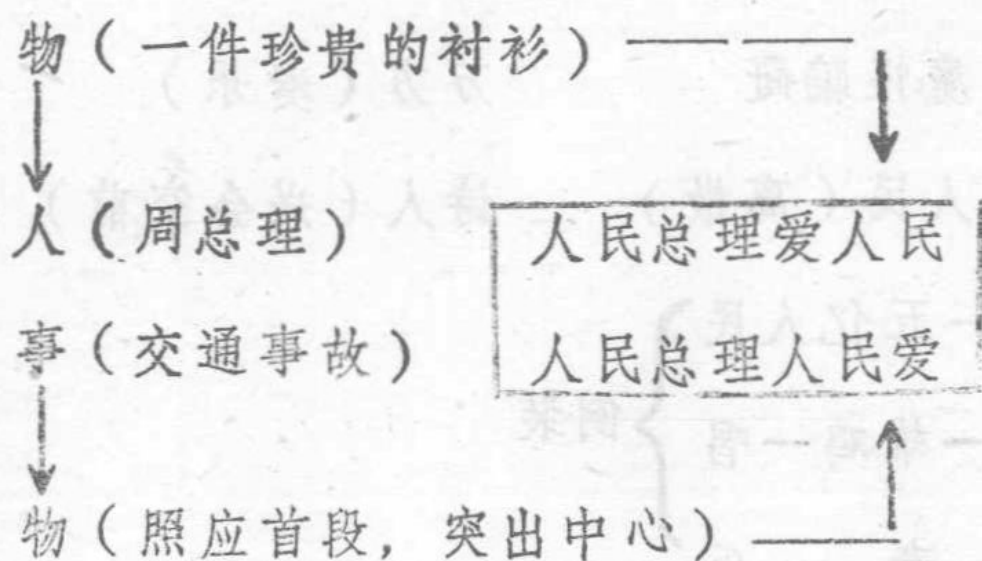 物（一件珍贵的衬衫）
人（周总理）
人民总理爱人民
事（交通事故）
人民总理人民爱
物（照应首段，突出中心）